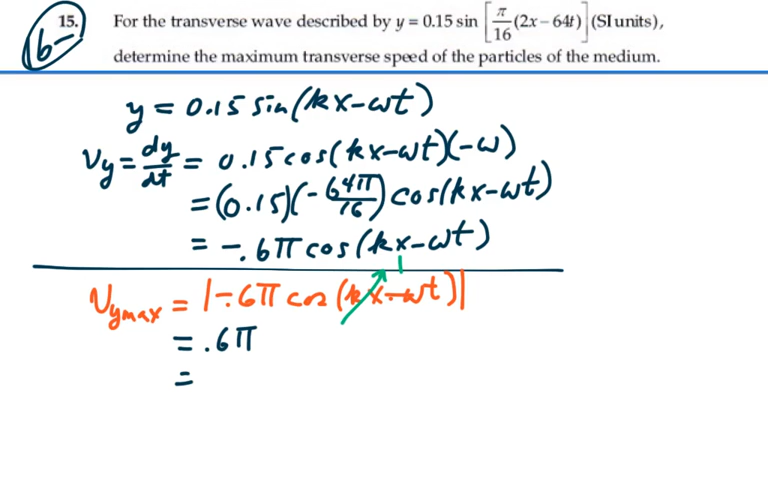 15. For the transverse wave described by y = 0.15 sin [π/16 (2x – 64t)] (SI units),
16-
determine the maximum transverse speed of the particles of the medium.
y = 0.15 sin(kx-ωt)
Vy = dy/dt = 0.15 cos(kx-ωt)(-ω)
= (0.15)(-64π/16) cos(kx-ωt)
= -.6π cos(kx-ωt)
1
Vymax = |-.6π cos(kx-ωt)|
= .6π
=